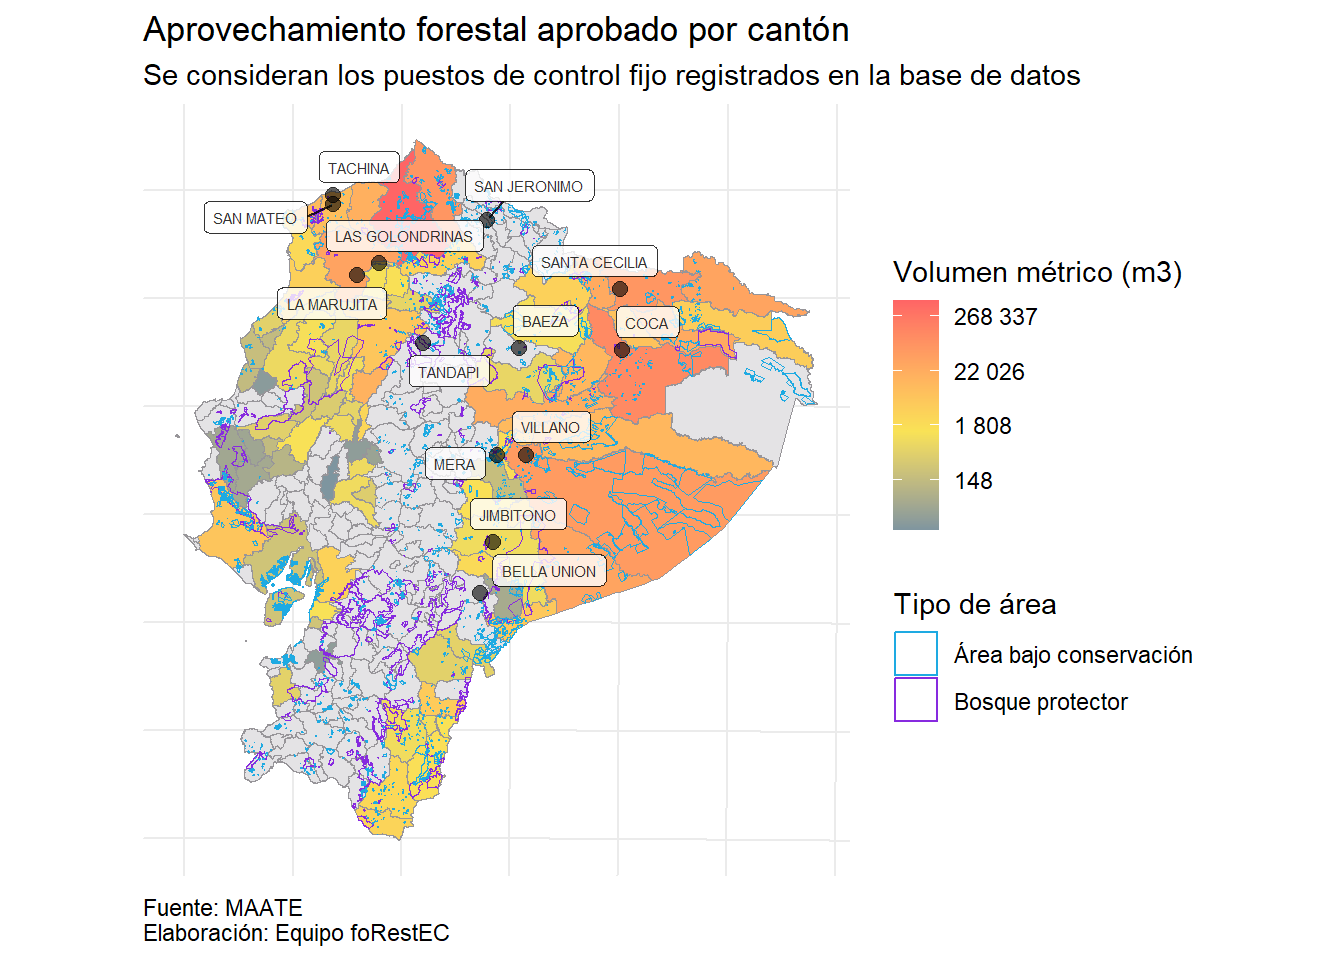 Aprovechamiento forestal aprobado por cantón
Se consideran los puestos de control fijo registrados en la base de datos
TACHINA
SAN JERONIMO
SAN MATEO
LAS GOLONDRINAS
SANTA CECILIA
LA MARUJITA
BAEZA
COCA
TANDAPI
VILLANO
MERA
JIMBITONO
BELLA UNION
Volumen métrico (m3)
268 337
22 026
1 808
148
Tipo de área
Área bajo conservación
Bosque protector
Fuente: MAATE
Elaboración: Equipo foRestEC